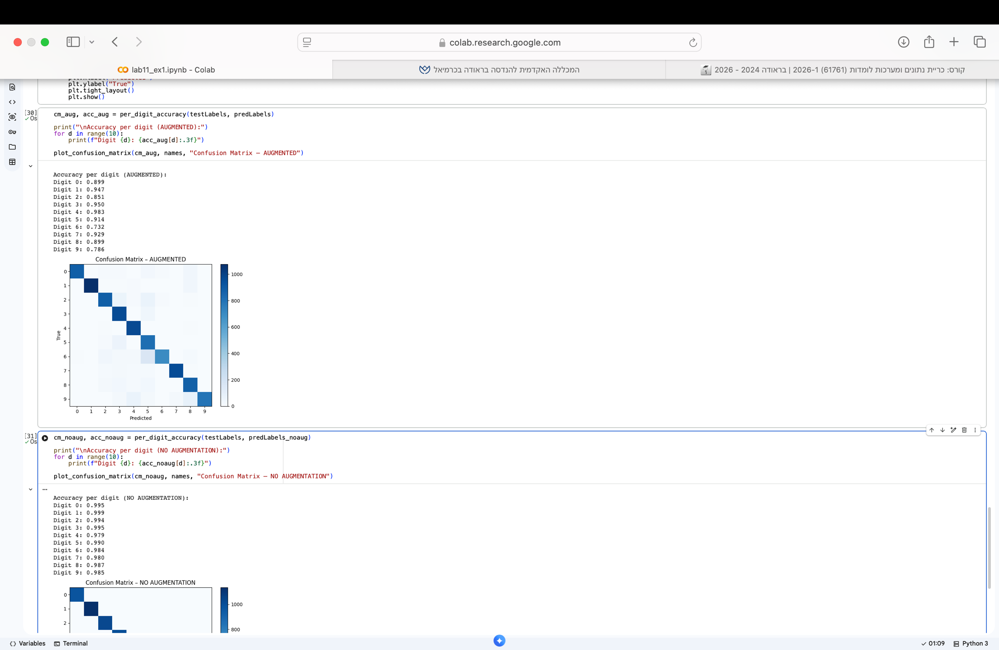 colab.research.google.com
lab11_ex1.ipynb - Colab
המכללה האקדמית להנדסה בראודה בכרמיאל
קורס: כריית נתונים ומערכות לומדות (61761) 2026-1 | בראודה 2024 - 2026
plt.ylabel("True")
plt.tight_layout()
plt.show()
[30]
0s
cm_aug, acc_aug = per_digit_accuracy(testLabels, predLabels)
print("\nAccuracy per digit (AUGMENTED):")
for d in range(10):
print(f"Digit {d}: {acc_aug[d]:.3f}")
plot_confusion_matrix(cm_aug, names, "Confusion Matrix – AUGMENTED")
Accuracy per digit (AUGMENTED):
Digit 0: 0.899
Digit 1: 0.947
Digit 2: 0.851
Digit 3: 0.950
Digit 4: 0.983
Digit 5: 0.914
Digit 6: 0.732
Digit 7: 0.929
Digit 8: 0.899
Digit 9: 0.786
Confusion Matrix – AUGMENTED
0
1
2
3
4
5
6
7
8
9
True
0 1 2 3 4 5 6 7 8 9
Predicted
1000
800
600
400
200
0
[31]
0s
cm_noaug, acc_noaug = per_digit_accuracy(testLabels, predLabels_noaug)
print("\nAccuracy per digit (NO AUGMENTATION):")
for d in range(10):
print(f"Digit {d}: {acc_noaug[d]:.3f}")
plot_confusion_matrix(cm_noaug, names, "Confusion Matrix – NO AUGMENTATION")
...
Accuracy per digit (NO AUGMENTATION):
Digit 0: 0.995
Digit 1: 0.999
Digit 2: 0.994
Digit 3: 0.995
Digit 4: 0.979
Digit 5: 0.990
Digit 6: 0.984
Digit 7: 0.980
Digit 8: 0.987
Digit 9: 0.985
Confusion Matrix – NO AUGMENTATION
0
1
2
1000
800
Variables
Terminal
01:09
Python 3